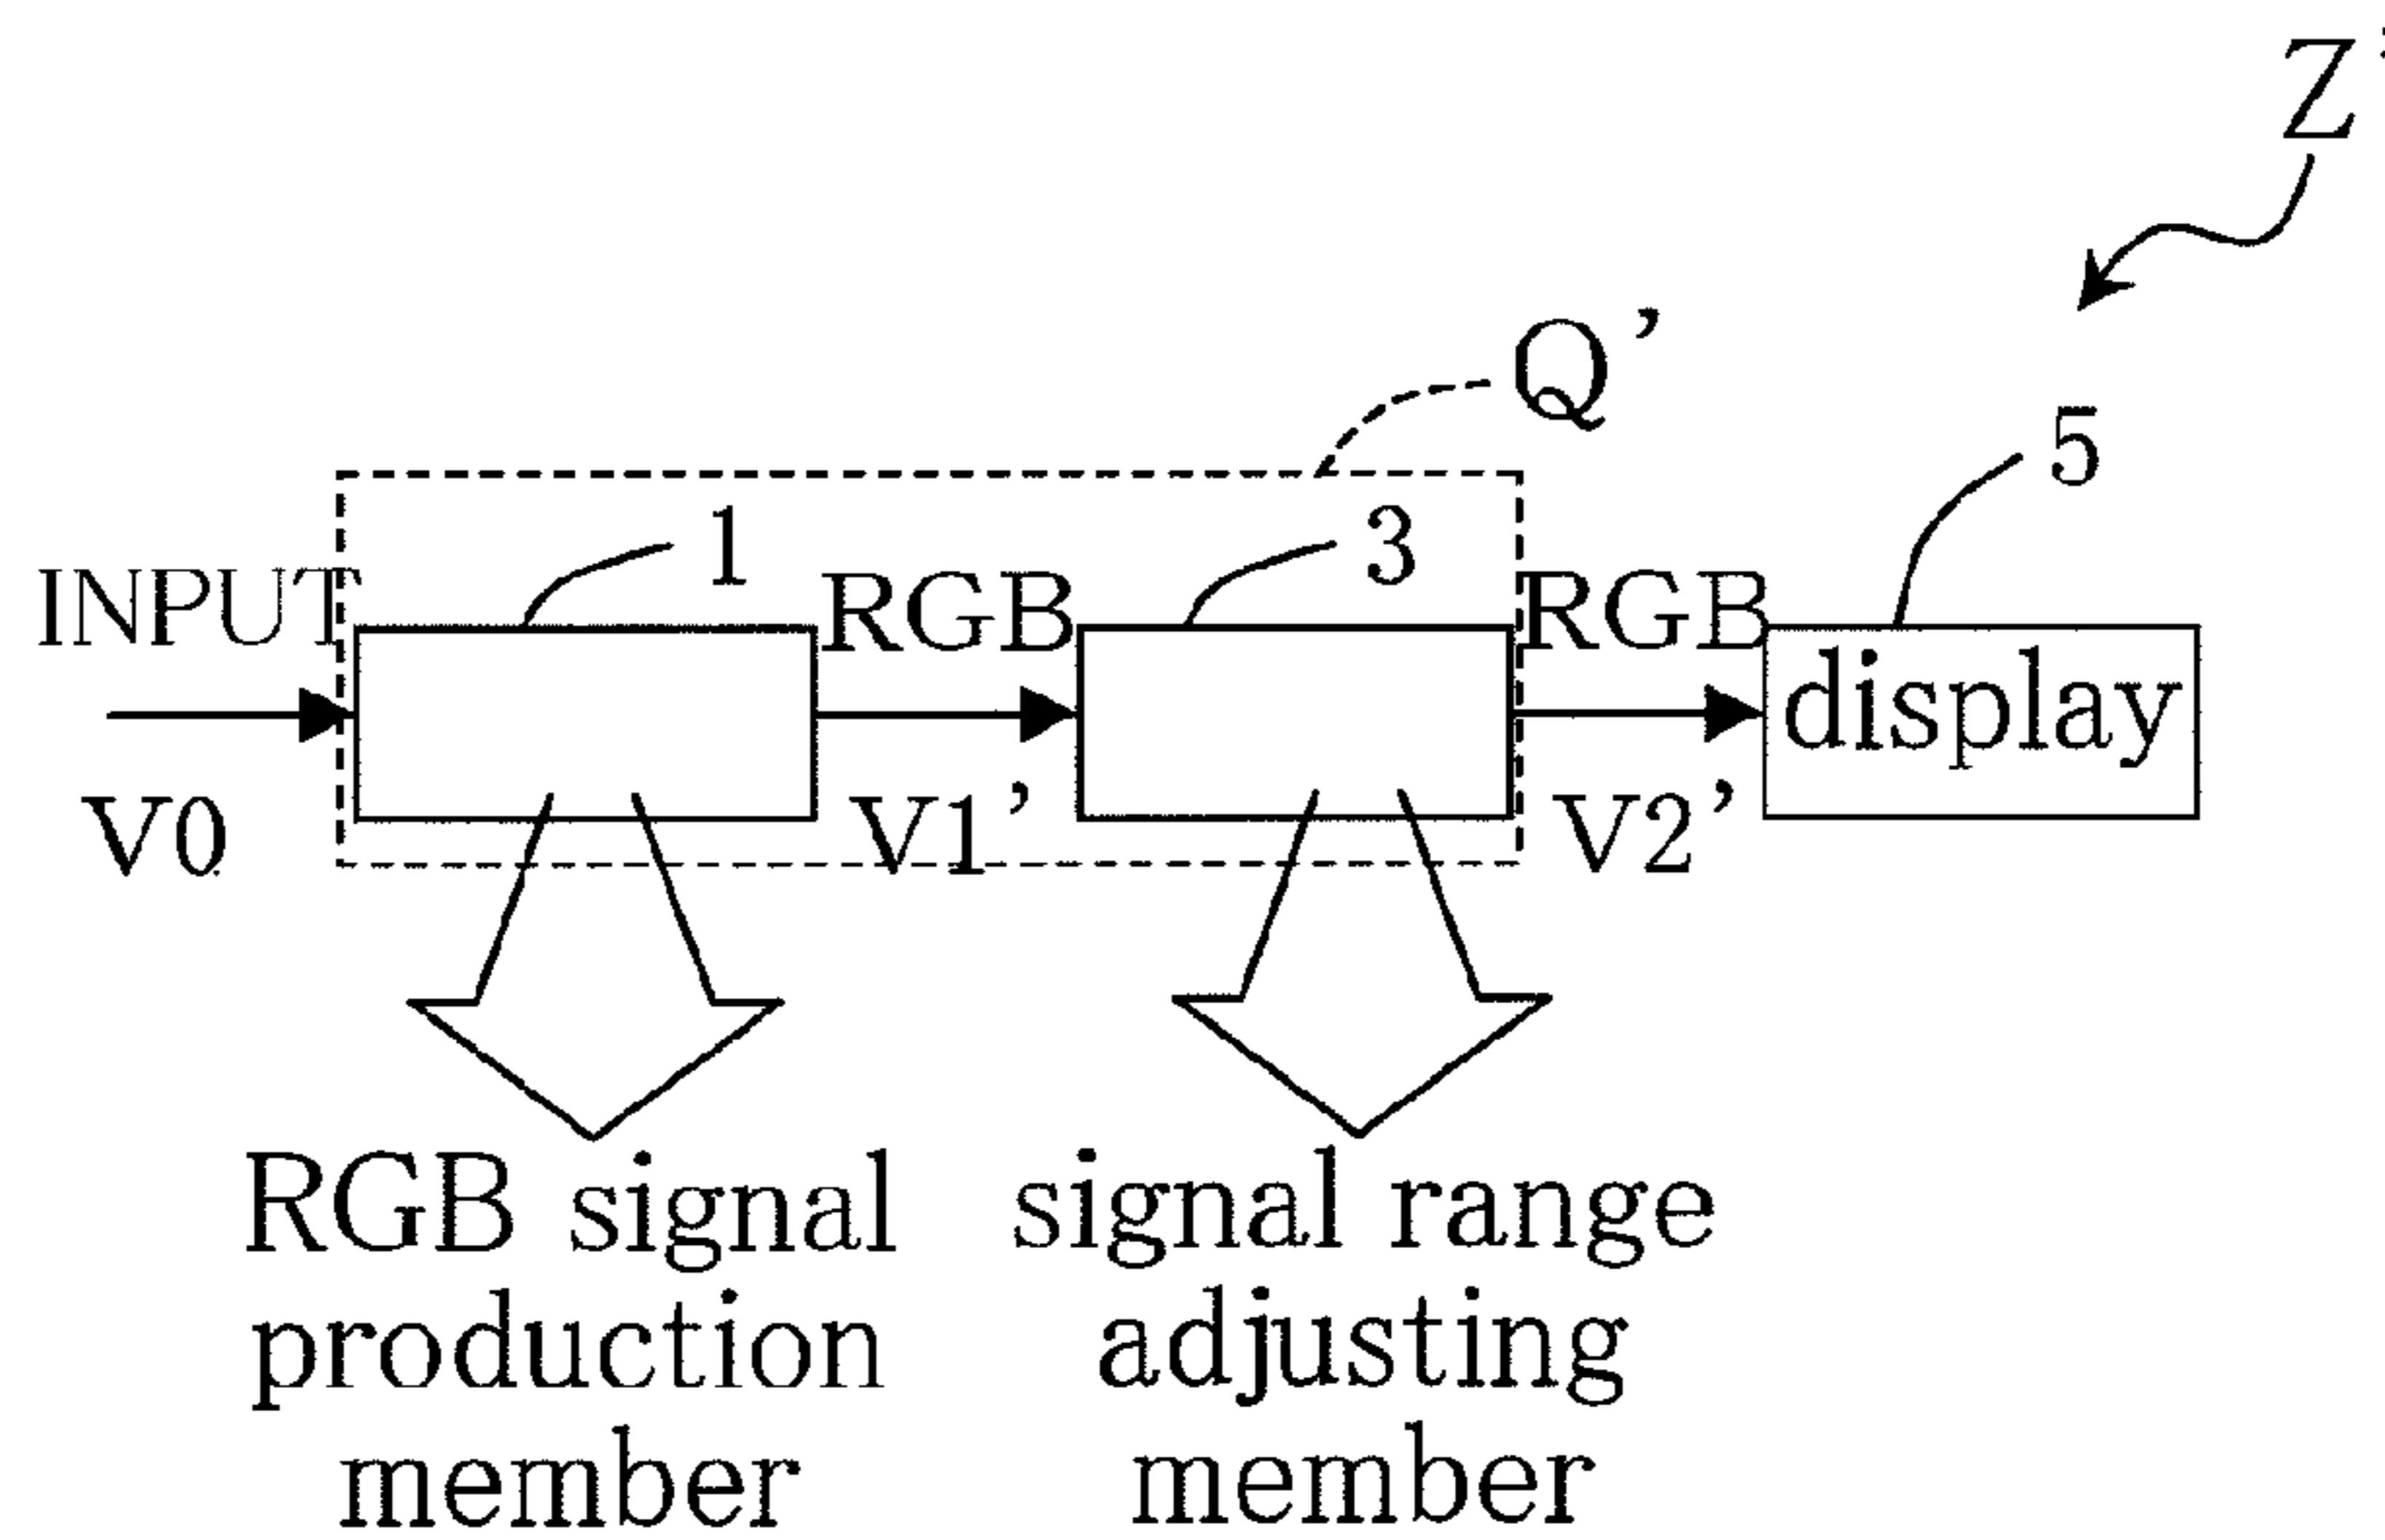 Z'
Q'
5
1
3
INPUT
RGB
RGB
display
V0
V1'
V2'
RGB signal
production
member
signal range
adjusting
member